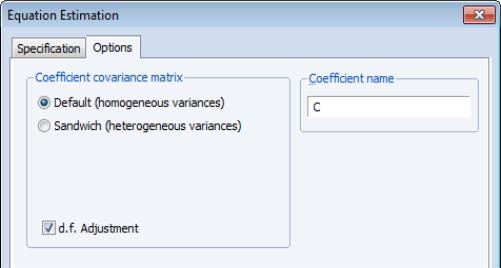 Equation Estimation
Specification
Options
Coefficient covariance matrix
Default (homogeneous variances)
Sandwich (heterogeneous variances)
d.f. Adjustment
Coefficient name
C